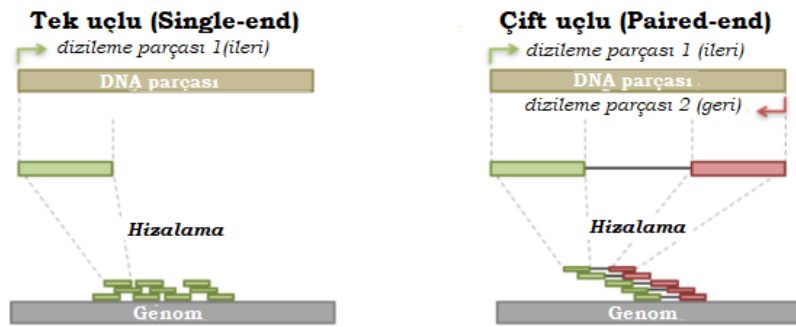 Tek uçlu (Single-end)
dizileme parçası 1(ileri)
DNA parçası
Hizalama
Genom
Çift uçlu (Paired-end)
dizileme parçası 1 (ileri)
DNA parçası
dizileme parçası 2 (geri)
Hizalama
Genom